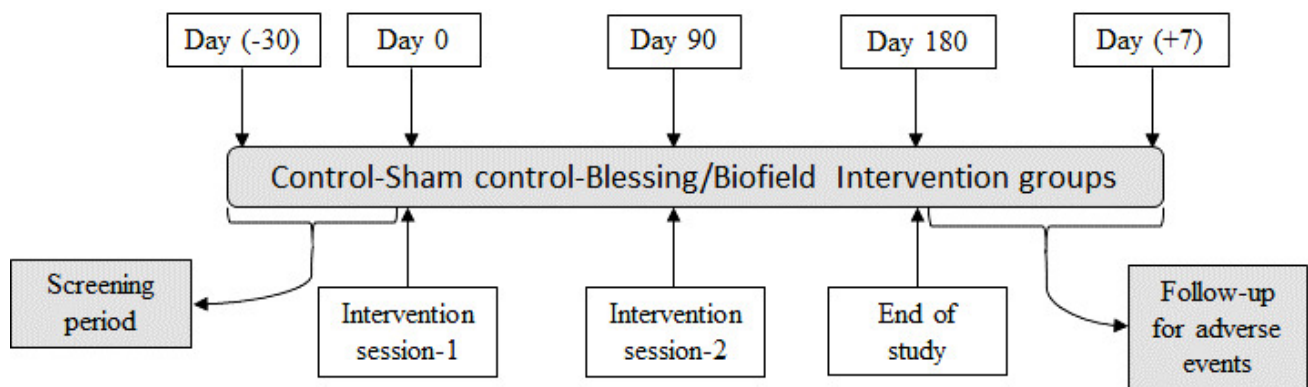 Day (-30)
Day 0
Day 90
Day 180
Day (+7)
Control-Sham control-Blessing/Biofield Intervention groups
Screening
period
Intervention
session-1
Intervention
session-2
End of
study
Follow-up
for adverse
events